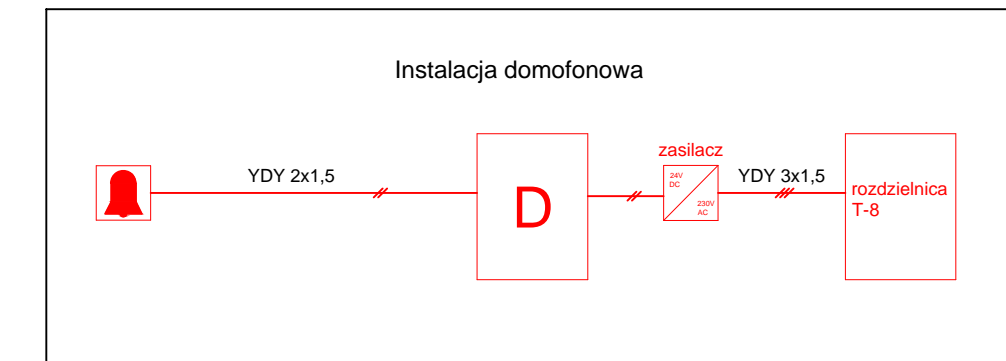 Instalacja domofonowa
zasilacz
YDY 2x1,5
YDY 3x1,5
24V
DC
230V
AC
D
rozdzielnica
T-8